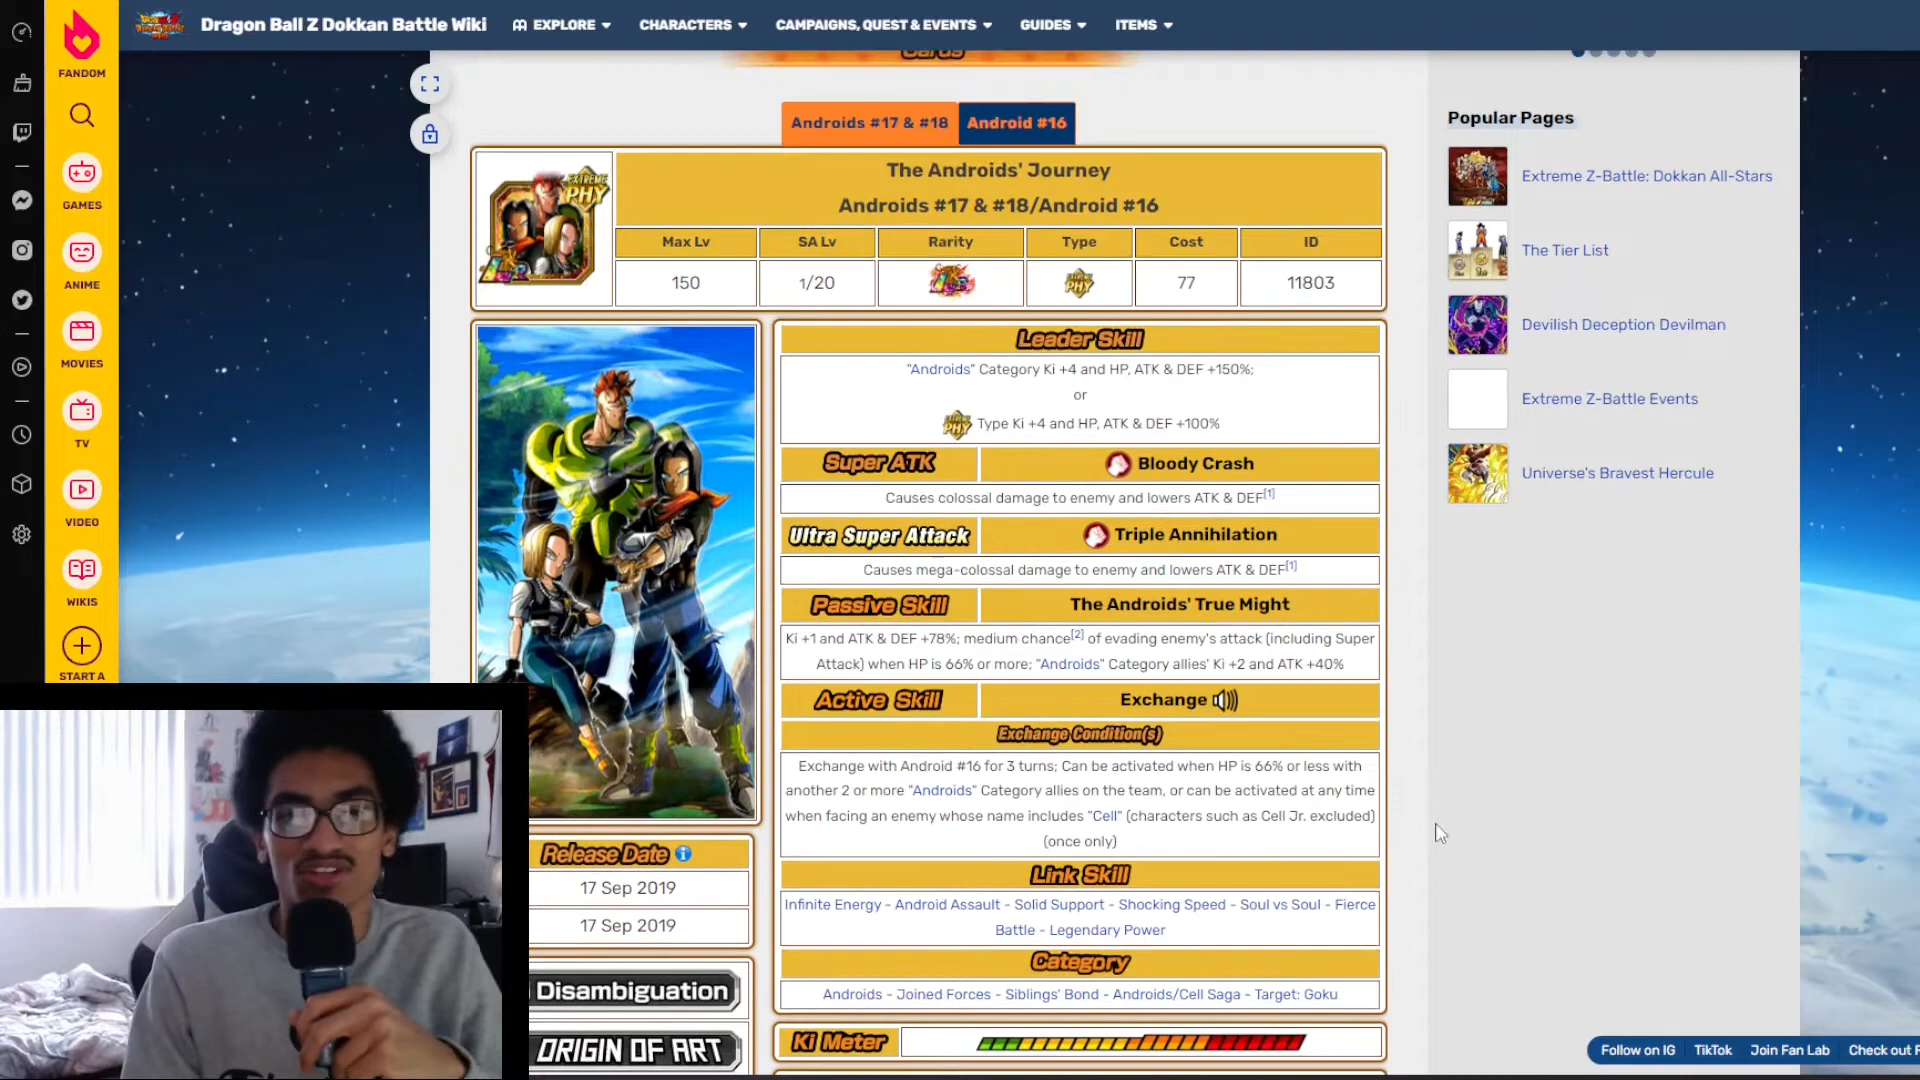 Dragon Ball Z Dokkan Battle Wiki
EXPLORE
CHARACTERS
CAMPAIGNS, QUEST & EVENTS
GUIDES
ITEMS
FANDOM
GAMES
ANIME
MOVIES
TV
VIDEO
WIKIS
START A
Cards
Androids #17 & #18
Android #16
EXTREME PHY
LR
The Androids' Journey
Androids #17 & #18/Android #16
Max Lv SA Lv Rarity Type Cost ID
150 1/20 LR EXTREME PHY 77 11803
Leader Skill
"Androids" Category Ki +4 and HP, ATK & DEF +150%;
or
EXTREME PHY Type Ki +4 and HP, ATK & DEF +100%
Super ATK Bloody Crash
Causes colossal damage to enemy and lowers ATK & DEF[1]
Ultra Super Attack Triple Annihilation
Causes mega-colossal damage to enemy and lowers ATK & DEF[1]
Passive Skill The Androids' True Might
Ki +1 and ATK & DEF +78%; medium chance[2] of evading enemy's attack (including Super
Attack) when HP is 66% or more; "Androids" Category allies' Ki +2 and ATK +40%
Active Skill Exchange
Exchange Condition(s)
Exchange with Android #16 for 3 turns; Can be activated when HP is 66% or less with
another 2 or more "Androids" Category allies on the team, or can be activated at any time
when facing an enemy whose name includes "Cell" (characters such as Cell Jr. excluded)
(once only)
Link Skill
Infinite Energy - Android Assault - Solid Support - Shocking Speed - Soul vs Soul - Fierce
Battle - Legendary Power
Category
Androids - Joined Forces - Siblings' Bond - Androids/Cell Saga - Target: Goku
Ki Meter
Release Date
17 Sep 2019
17 Sep 2019
Disambiguation
ORIGIN OF ART
Popular Pages
Extreme Z-Battle: Dokkan All-Stars
The Tier List
Devilish Deception Devilman
Extreme Z-Battle Events
Universe's Bravest Hercule
Follow on IG
TikTok
Join Fan Lab
Check out F